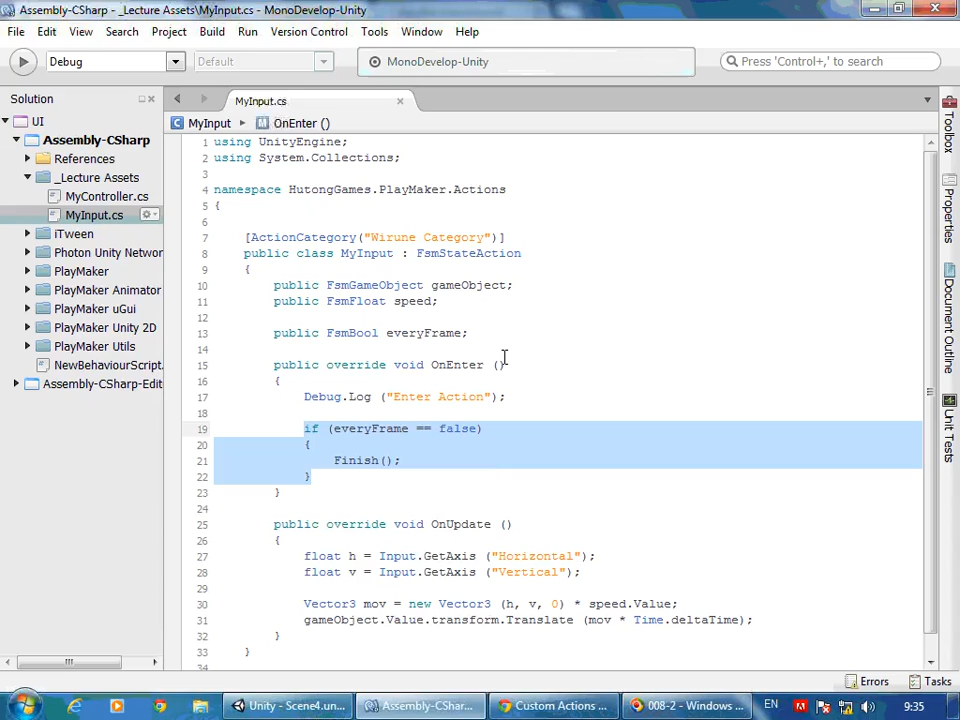 Assembly-CSharp - _Lecture Assets\MyInput.cs - MonoDevelop-Unity
File Edit View Search Project Build Run Version Control Tools Window Help
Debug Default MonoDevelop-Unity Press 'Control+,' to search
Solution
UI
Assembly-CSharp
References
_Lecture Assets
MyController.cs
MyInput.cs
iTween
Photon Unity Network
PlayMaker
PlayMaker Animator
PlayMaker uGui
PlayMaker Unity 2D
PlayMaker Utils
NewBehaviourScript.
Assembly-CSharp-Edit
MyInput.cs
MyInput OnEnter ()
1 using UnityEngine;
2 using System.Collections;
3
4 namespace HutongGames.PlayMaker.Actions
5 {
6
7 [ActionCategory("Wirune Category")]
8 public class MyInput : FsmStateAction
9 {
10 public FsmGameObject gameObject;
11 public FsmFloat speed;
12
13 public FsmBool everyFrame;
14
15 public override void OnEnter ()
16 {
17 Debug.Log ("Enter Action");
18
19 if (everyFrame == false)
20 {
21 Finish();
22 }
23 }
24
25 public override void OnUpdate ()
26 {
27 float h = Input.GetAxis ("Horizontal");
28 float v = Input.GetAxis ("Vertical");
29
30 Vector3 mov = new Vector3 (h, v, 0) * speed.Value;
31 gameObject.Value.transform.Translate (mov * Time.deltaTime);
32 }
33 }
34
Toolbox
Properties
Document Outline
Unit Tests
Errors Tasks
Unity - Scene4.un... Assembly-CSharp... Custom Actions ... 008-2 - Windows ... EN 9:35